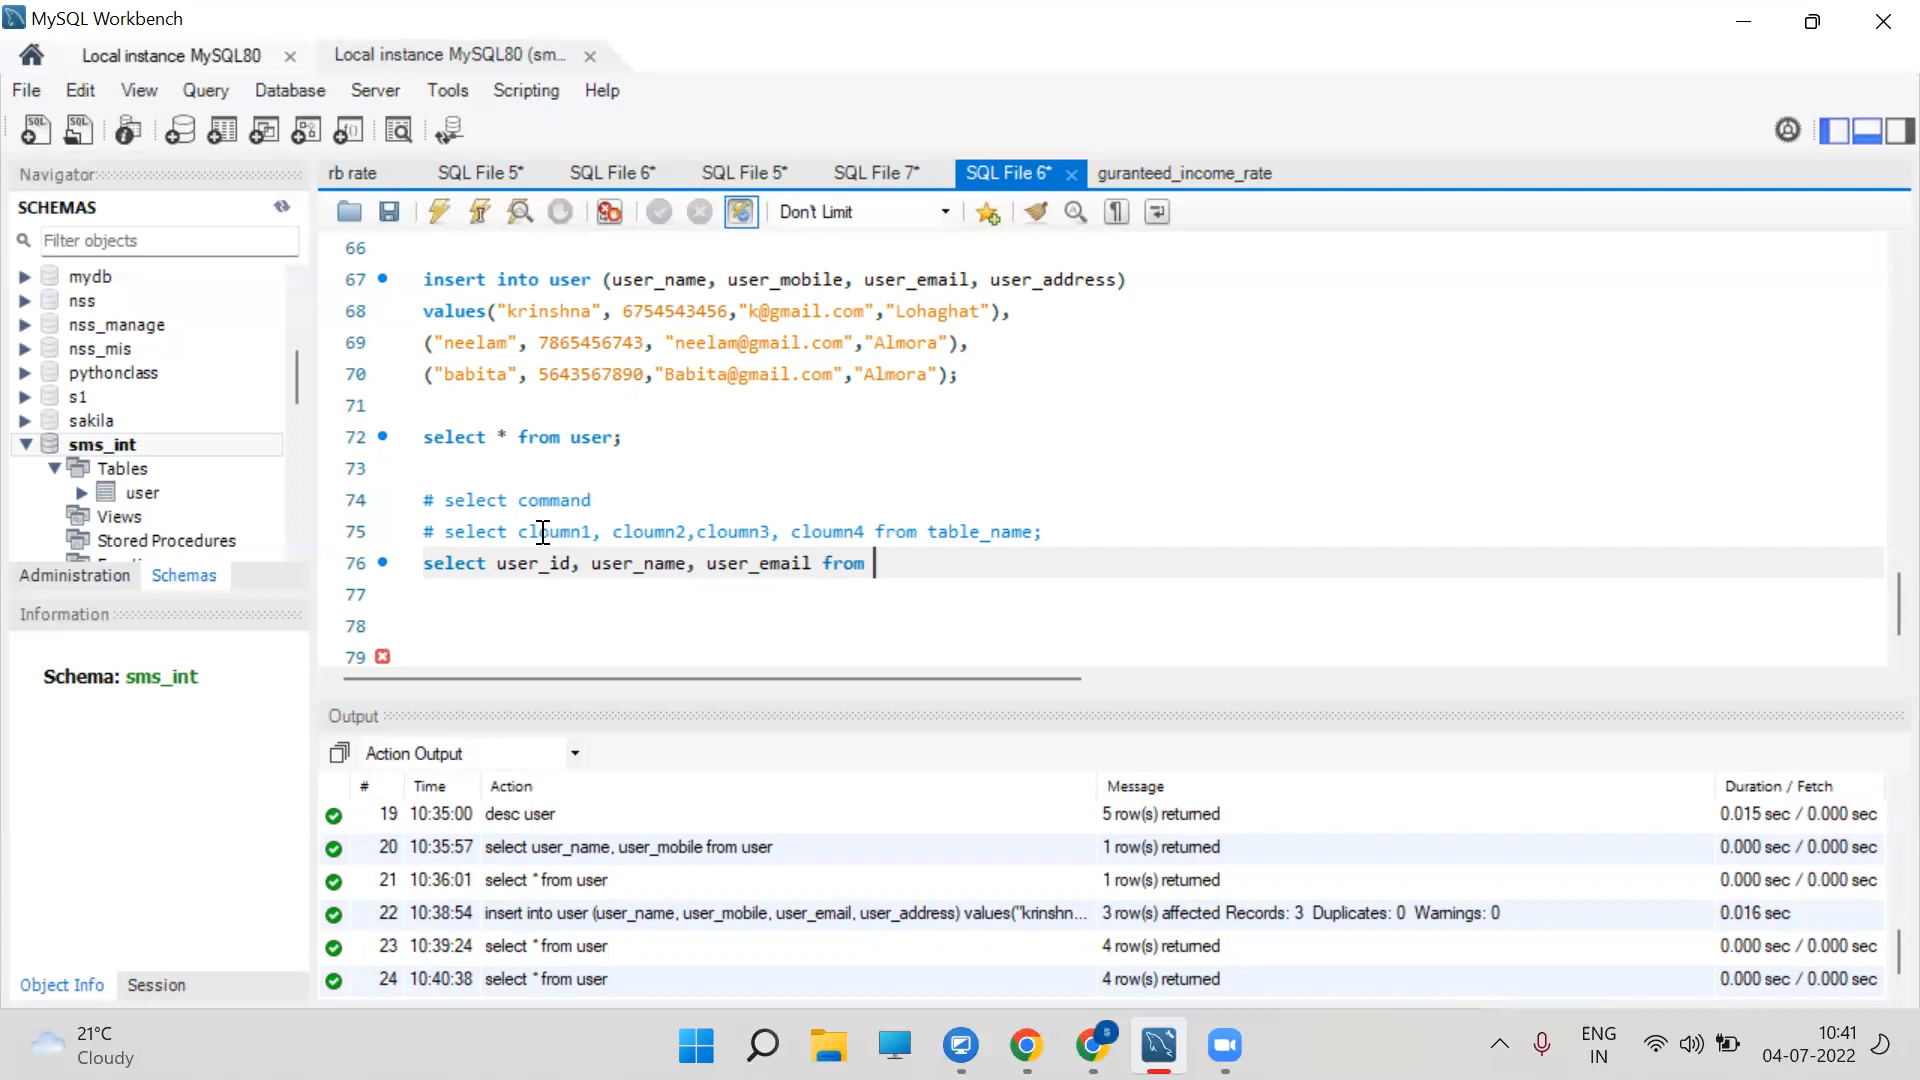 MySQL Workbench
Local instance MySQL80
Local instance MySQL80 (sm...
File Edit View Query Database Server Tools Scripting Help
Navigator
rb rate SQL File 5* SQL File 6* SQL File 5* SQL File 7* SQL File 6* guranteed_income_rate
SCHEMAS
Filter objects
Don't Limit
mydb
nss
nss_manage
nss_mis
pythonclass
s1
sakila
sms_int
Tables
user
Views
Stored Procedures
Administration Schemas
Information
Schema: sms_int
Object Info Session
66
67 insert into user (user_name, user_mobile, user_email, user_address)
68 values("krinshna", 6754543456,"k@gmail.com","Lohaghat"),
69 ("neelam", 7865456743, "neelam@gmail.com","Almora"),
70 ("babita", 5643567890,"Babita@gmail.com","Almora");
71
72 select * from user;
73
74 # select command
75 # select cloumn1, cloumn2,cloumn3, cloumn4 from table_name;
76 select user_id, user_name, user_email from
77
78
79
Output
Action Output
# Time Action Message Duration / Fetch
19 10:35:00 desc user 5 row(s) returned 0.015 sec / 0.000 sec
20 10:35:57 select user_name, user_mobile from user 1 row(s) returned 0.000 sec / 0.000 sec
21 10:36:01 select * from user 1 row(s) returned 0.000 sec / 0.000 sec
22 10:38:54 insert into user (user_name, user_mobile, user_email, user_address) values("krinshn... 3 row(s) affected Records: 3 Duplicates: 0 Warnings: 0 0.016 sec
23 10:39:24 select * from user 4 row(s) returned 0.000 sec / 0.000 sec
24 10:40:38 select * from user 4 row(s) returned 0.000 sec / 0.000 sec
21°C
Cloudy
ENG
IN
10:41
04-07-2022